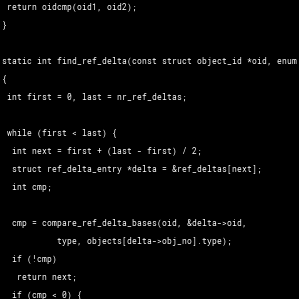 return oidcmp(oid1, oid2);
}
static int find_ref_delta(const struct object_id *oid, enum
{
int first = 0, last = nr_ref_deltas;
while (first < last) {
int next = first + (last - first) / 2;
struct ref_delta_entry *delta = &ref_deltas[next];
int cmp;
cmp = compare_ref_delta_bases(oid, &delta->oid,
type, objects[delta->obj_no].type);
if (!cmp)
return next;
if (cmp < 0) {